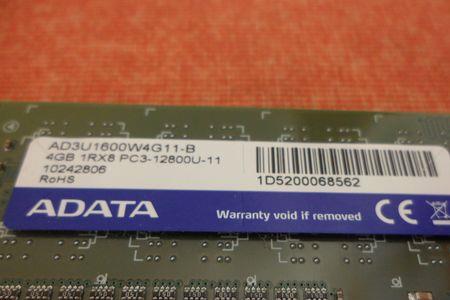 AD3U1600W4G11-B
4GB 1RX8 PC3-12800U-11
10242806
RoHS
1D5200068562
ADATA
Warranty void if removed
CE